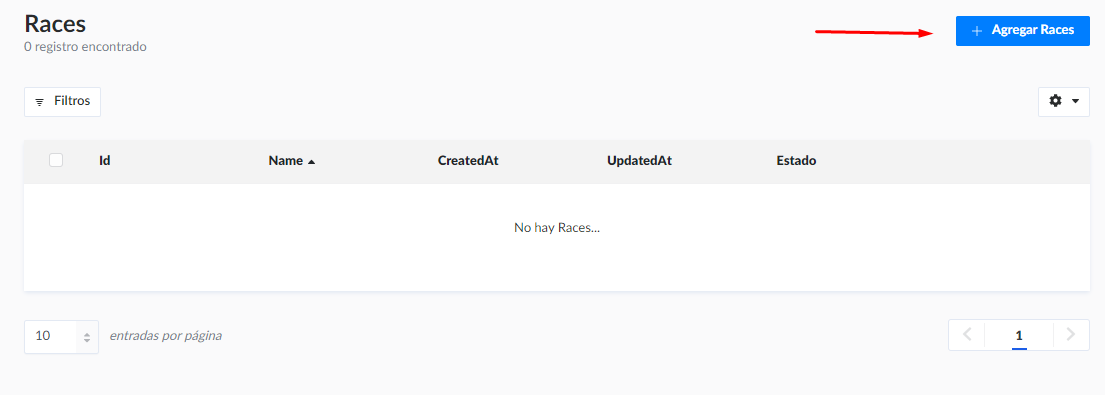 Races
0 registro encontrado
Agregar Races
Filtros
Id Name CreatedAt UpdatedAt Estado
No hay Races...
10 entradas por página
1